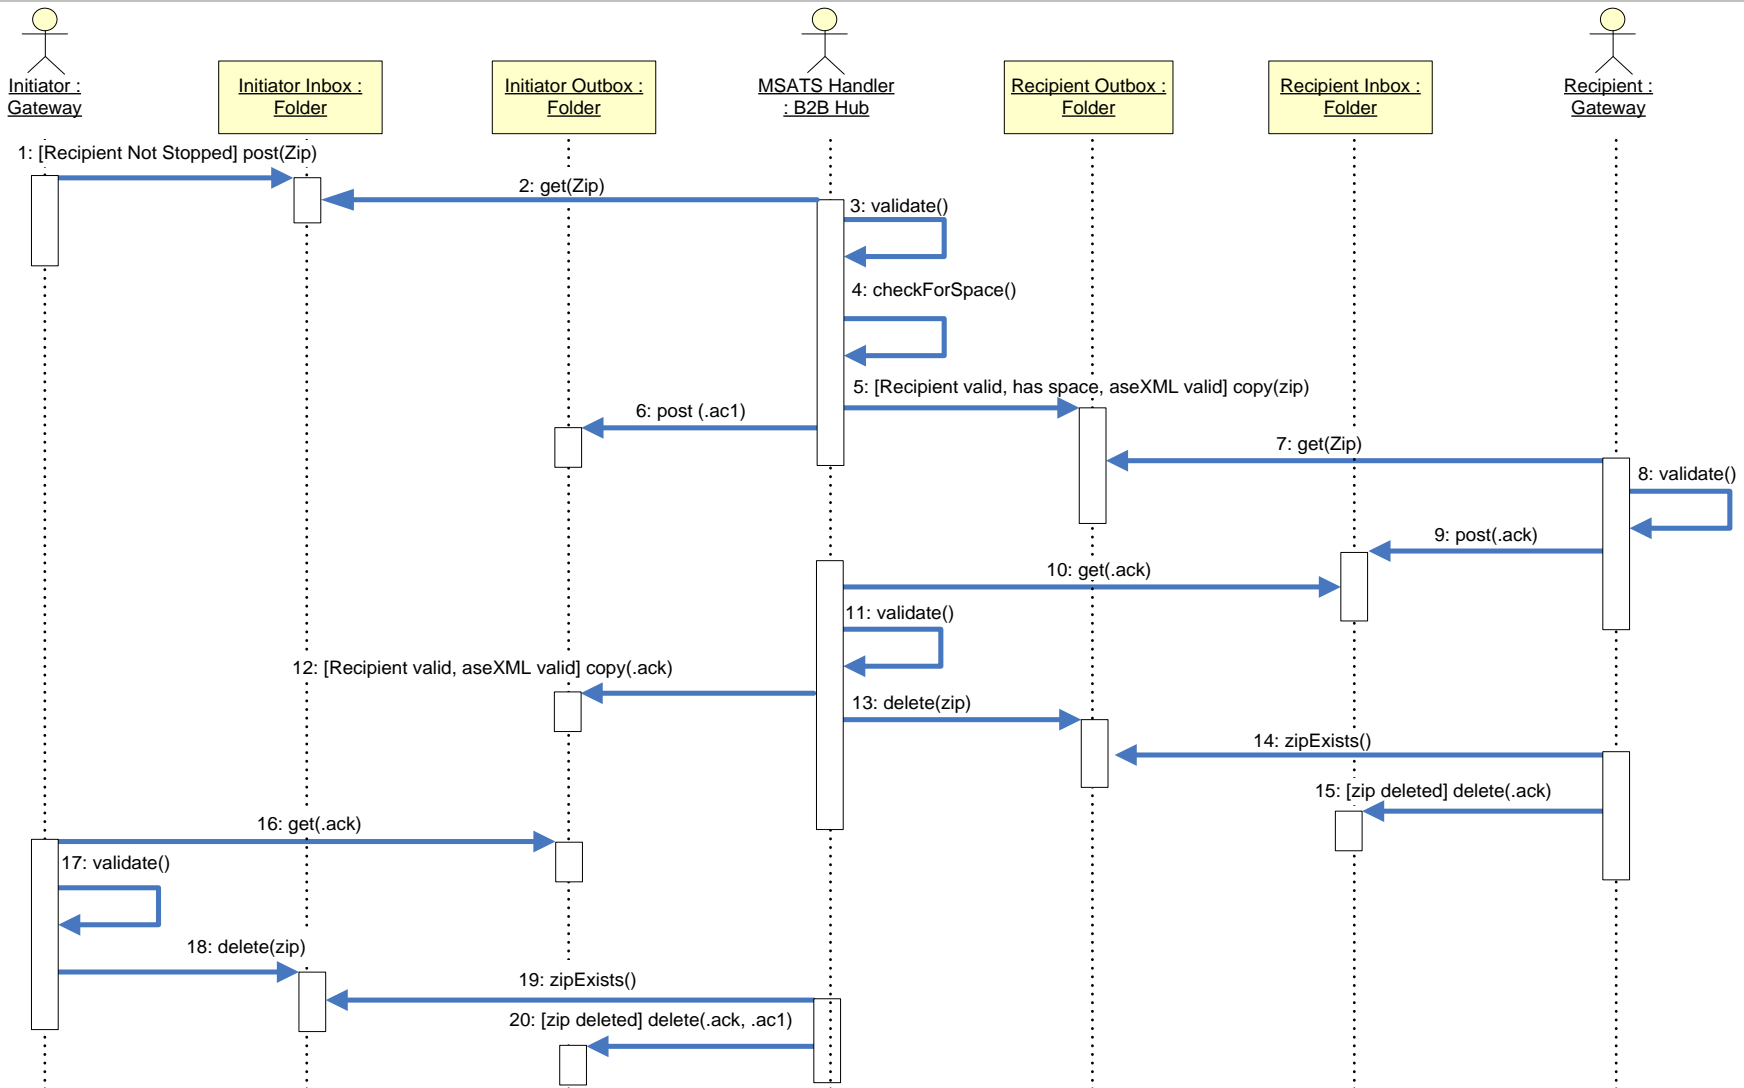 Initiator :
Gateway
Initiator Inbox :
Folder
Initiator Outbox :
Folder
MSATS Handler
: B2B Hub
Recipient Outbox :
Folder
Recipient Inbox :
Folder
Recipient :
Gateway
1: [Recipient Not Stopped] post(Zip)
2: get(Zip)
3: validate()
4: checkForSpace()
5: [Recipient valid, has space, aseXML valid] copy(zip)
6: post (.ac1)
7: get(Zip)
8: validate()
9: post(.ack)
10: get(.ack)
11: validate()
12: [Recipient valid, aseXML valid] copy(.ack)
13: delete(zip)
14: zipExists()
15: [zip deleted] delete(.ack)
16: get(.ack)
17: validate()
18: delete(zip)
19: zipExists()
20: [zip deleted] delete(.ack, .ac1)